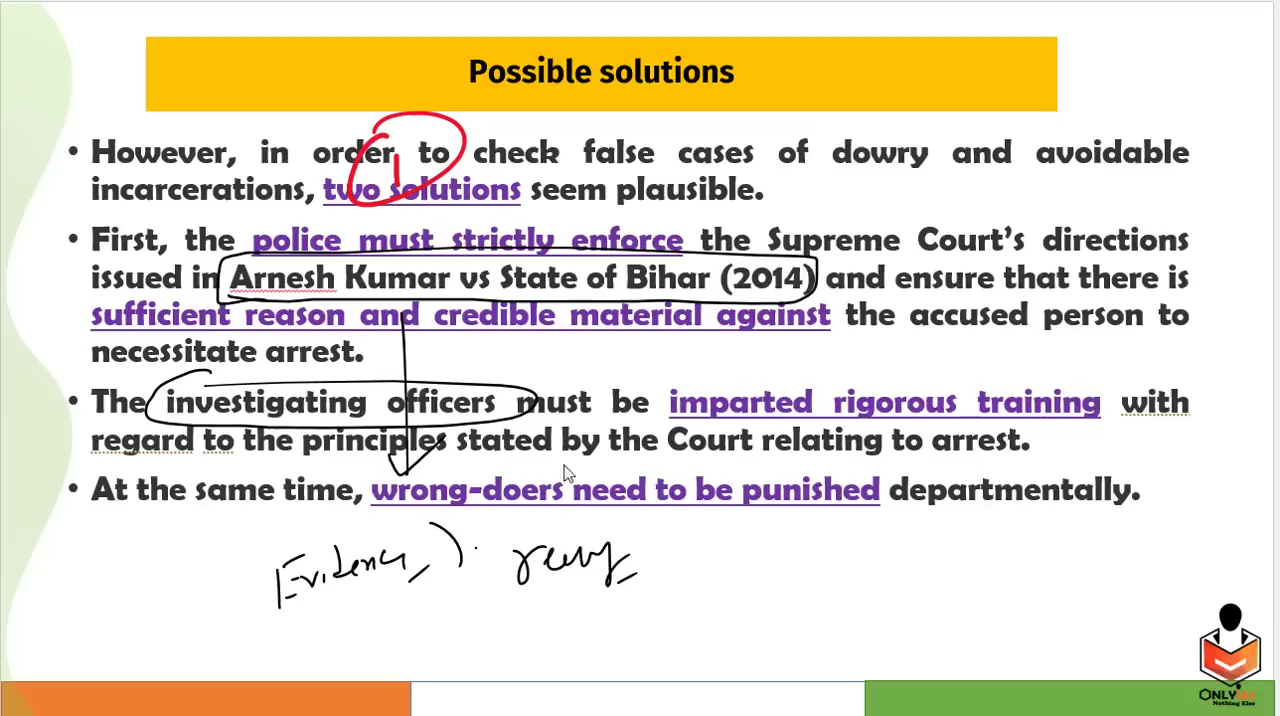 Possible solutions
• However, in order to check false cases of dowry and avoidable
incarcerations, two solutions seem plausible.
1
• First, the police must strictly enforce the Supreme Court's directions
issued in Arnesh Kumar vs State of Bihar (2014) and ensure that there is
sufficient reason and credible material against the accused person to
necessitate arrest.
• The investigating officers must be imparted rigorous training with
regard to the principles stated by the Court relating to arrest.
• At the same time, wrong-doers need to be punished departmentally.
Evidence
ONLYIAS
Nothing Else